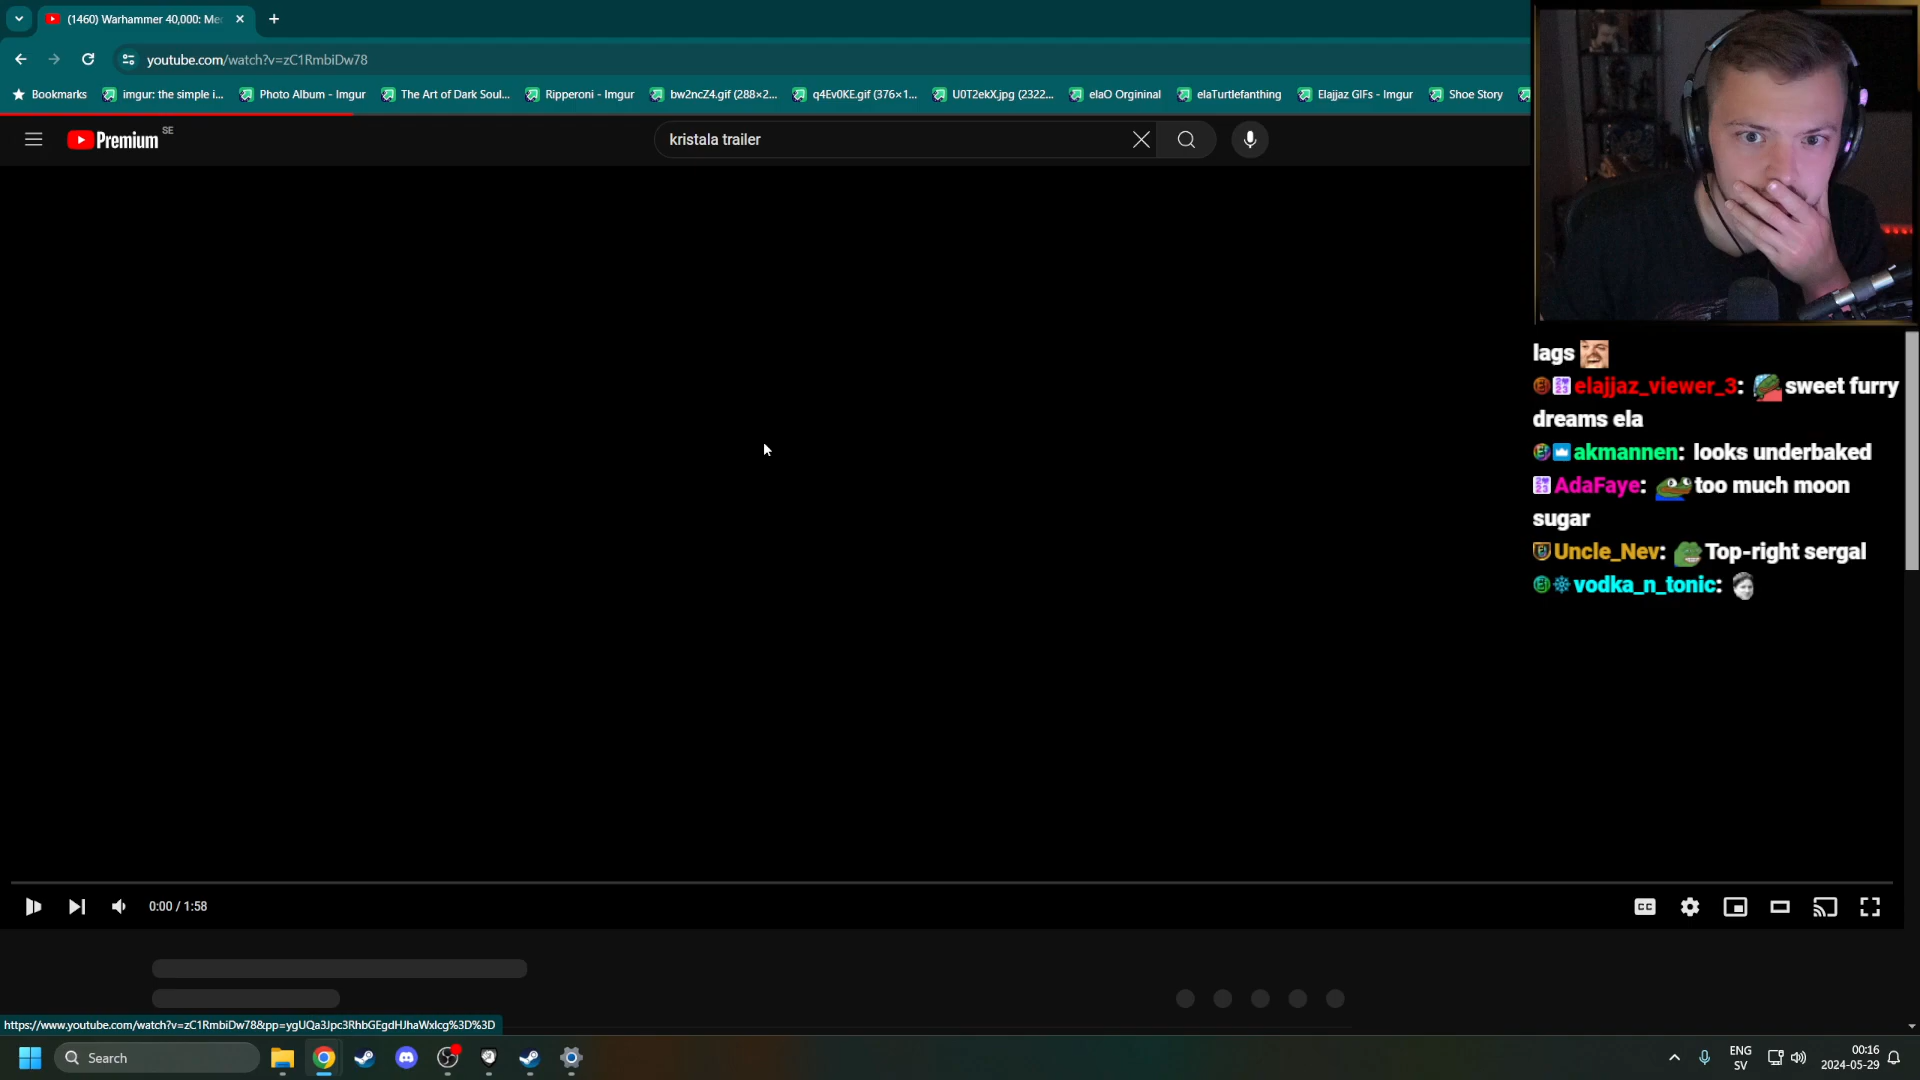 (1460) Warhammer 40,000: Me
youtube.com/watch?v=zC1RmbiDw78
Bookmarks
imgur: the simple i...
Photo Album - Imgur
The Art of Dark Soul...
Ripperoni - Imgur
bw2ncZ4.gif (288×2...
q4Ev0KE.gif (376×1...
U0T2ekX.jpg (2322...
elaO Orgininal
elaTurtlefanthing
Elajjaz GIFs - Imgur
Shoe Story
Premium SE
kristala trailer
lags
elajjaz_viewer_3: sweet furry
dreams ela
akmannen: looks underbaked
AdaFaye: too much moon
sugar
Uncle_Nev: Top-right sergal
vodka_n_tonic:
0:00 / 1:58
CC
https://www.youtube.com/watch?v=zC1RmbiDw78&pp=ygUQa3Jpc3RhbGEgdHJhaWxlcg%3D%3D
Search
ENG
SV
00:16
2024-05-29